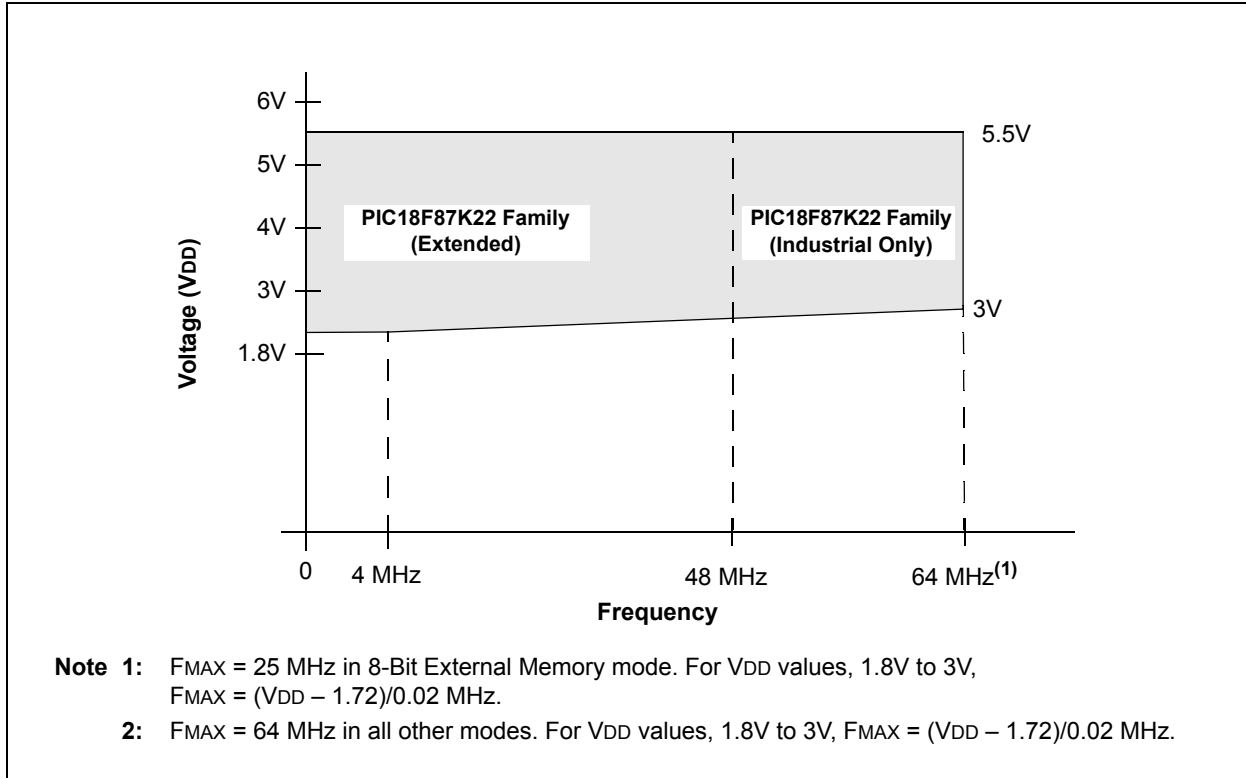 6V
5V
4V
3V
1.8V
Voltage (VDD)
5.5V
3V
PIC18F87K22 Family
(Extended)
PIC18F87K22 Family
(Industrial Only)
0
4 MHz
48 MHz
64 MHz(1)
Frequency
Note 1: FMAX = 25 MHz in 8-Bit External Memory mode. For VDD values, 1.8V to 3V,
FMAX = (VDD – 1.72)/0.02 MHz.
2: FMAX = 64 MHz in all other modes. For VDD values, 1.8V to 3V, FMAX = (VDD – 1.72)/0.02 MHz.